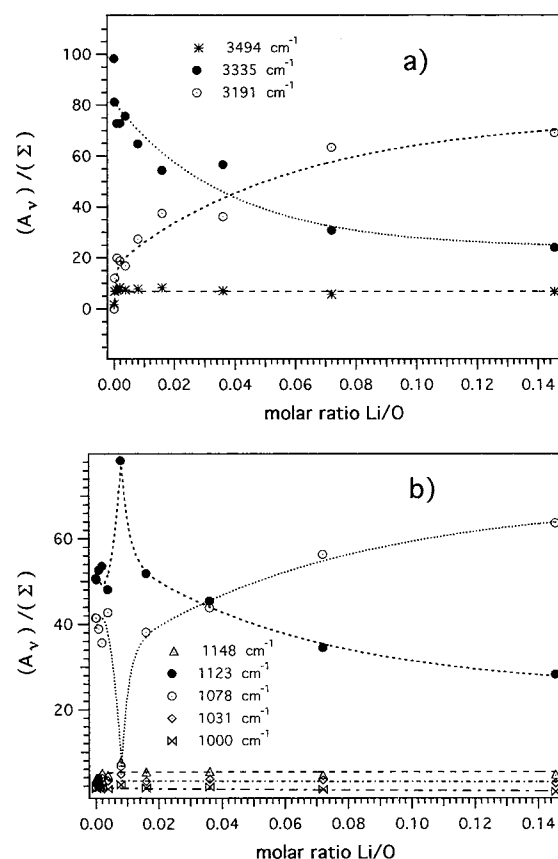 a)
✳ 3494 cm⁻¹
● 3335 cm⁻¹
○ 3191 cm⁻¹
100
80
60
40
20
0
(Aν)/(Σ)
0.00 0.02 0.04 0.06 0.08 0.10 0.12 0.14
molar ratio Li/O
b)
60
40
20
(Aν)/(Σ)
△ 1148 cm⁻¹
● 1123 cm⁻¹
○ 1078 cm⁻¹
◇ 1031 cm⁻¹
⋈ 1000 cm⁻¹
0.00 0.02 0.04 0.06 0.08 0.10 0.12 0.14
molar ratio Li/O